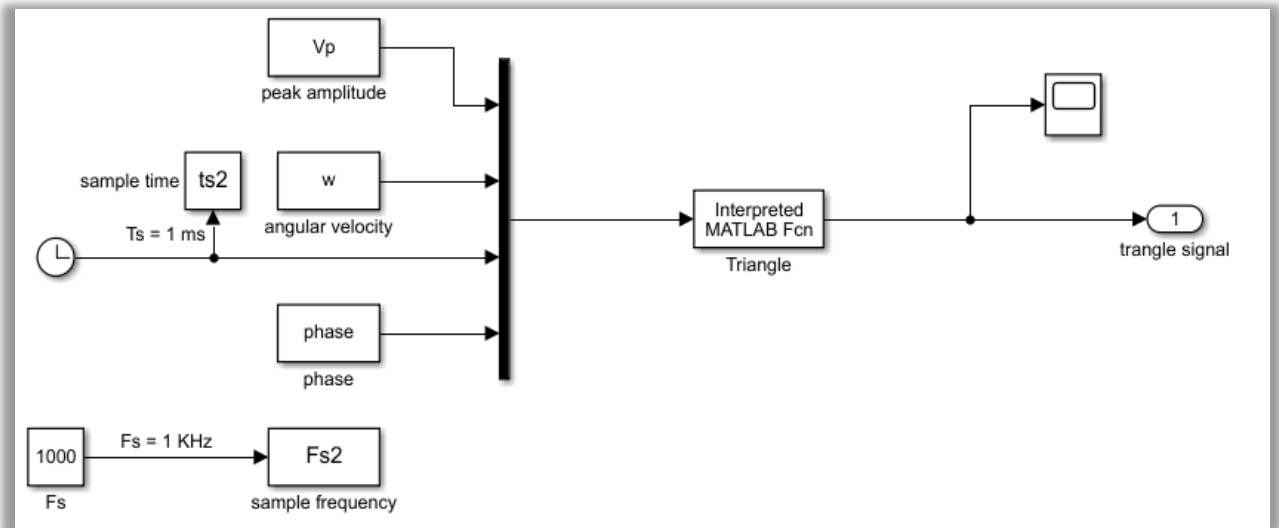 Vp
peak amplitude
sample time
ts2
w
angular velocity
Ts = 1 ms
Interpreted
MATLAB Fcn
Triangle
1
trangle signal
phase
phase
1000
Fs
Fs = 1 KHz
Fs2
sample frequency